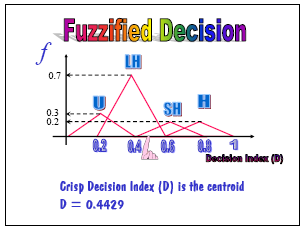 Fuzzified Decision
f
LH
0.7
U
SH
H
0.3
0.2
0.2 0.4 0.6 0.8 1
Decision Index (D)
Crisp Decision Index (D) is the centroid
D = 0.4429